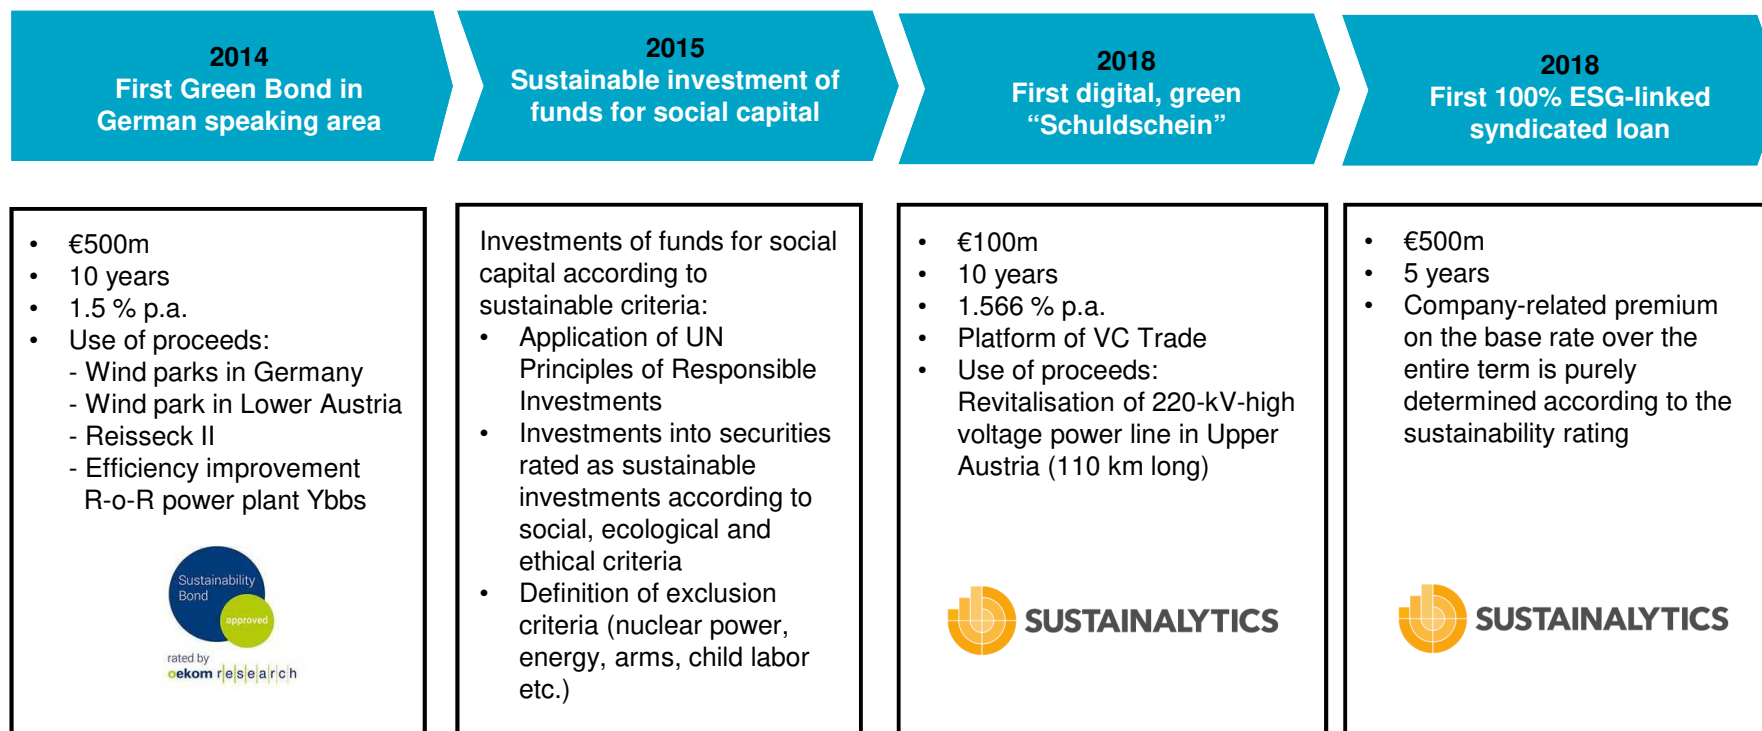 2014
First Green Bond in
German speaking area
2015
Sustainable investment of
funds for social capital
2018
First digital, green
“Schuldschein”
2018
First 100% ESG-linked
syndicated loan
• €500m
• 10 years
• 1.5 % p.a.
• Use of proceeds:
- Wind parks in Germany
- Wind park in Lower Austria
- Reisseck II
- Efficiency improvement
R-o-R power plant Ybbs
Sustainability
Bond
approved
rated by
oekom research
Investments of funds for social
capital according to
sustainable criteria:
• Application of UN
Principles of Responsible
Investments
• Investments into securities
rated as sustainable
investments according to
social, ecological and
ethical criteria
• Definition of exclusion
criteria (nuclear power,
energy, arms, child labor
etc.)
• €100m
• 10 years
• 1.566 % p.a.
• Platform of VC Trade
• Use of proceeds:
Revitalisation of 220-kV-high
voltage power line in Upper
Austria (110 km long)
SUSTAINALYTICS
• €500m
• 5 years
• Company-related premium
on the base rate over the
entire term is purely
determined according to the
sustainability rating
SUSTAINALYTICS